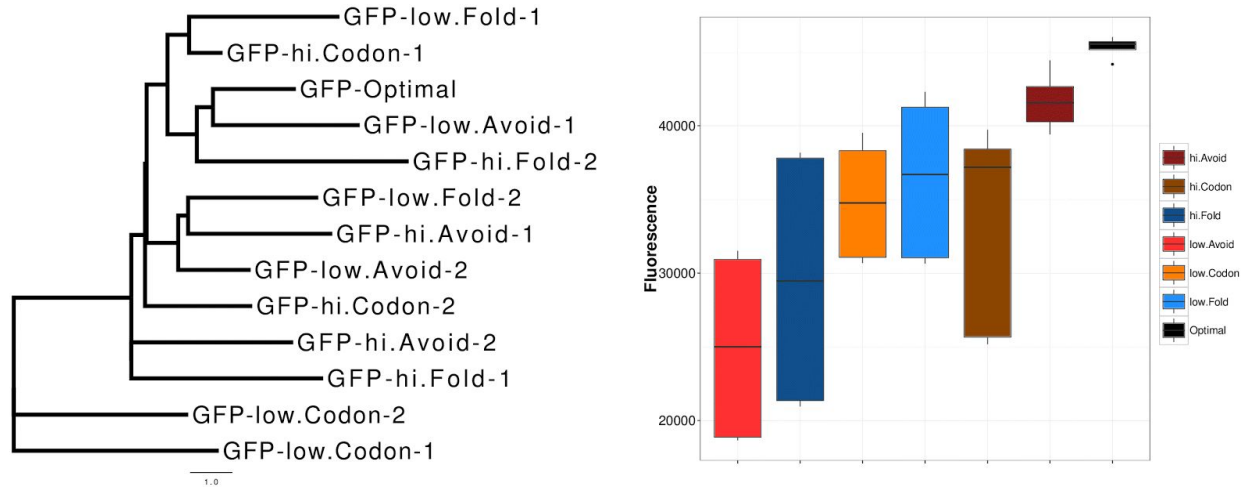 GFP-low.Fold-1
GFP-hi.Codon-1
GFP-Optimal
GFP-low.Avoid-1
GFP-hi.Fold-2
GFP-low.Fold-2
GFP-hi.Avoid-1
GFP-low.Avoid-2
GFP-hi.Codon-2
GFP-hi.Avoid-2
GFP-hi.Fold-1
GFP-low.Codon-2
GFP-low.Codon-1
1.0
Fluorescence
40000
30000
20000
hi.Avoid
hi.Codon
hi.Fold
low.Avoid
low.Codon
low.Fold
Optimal